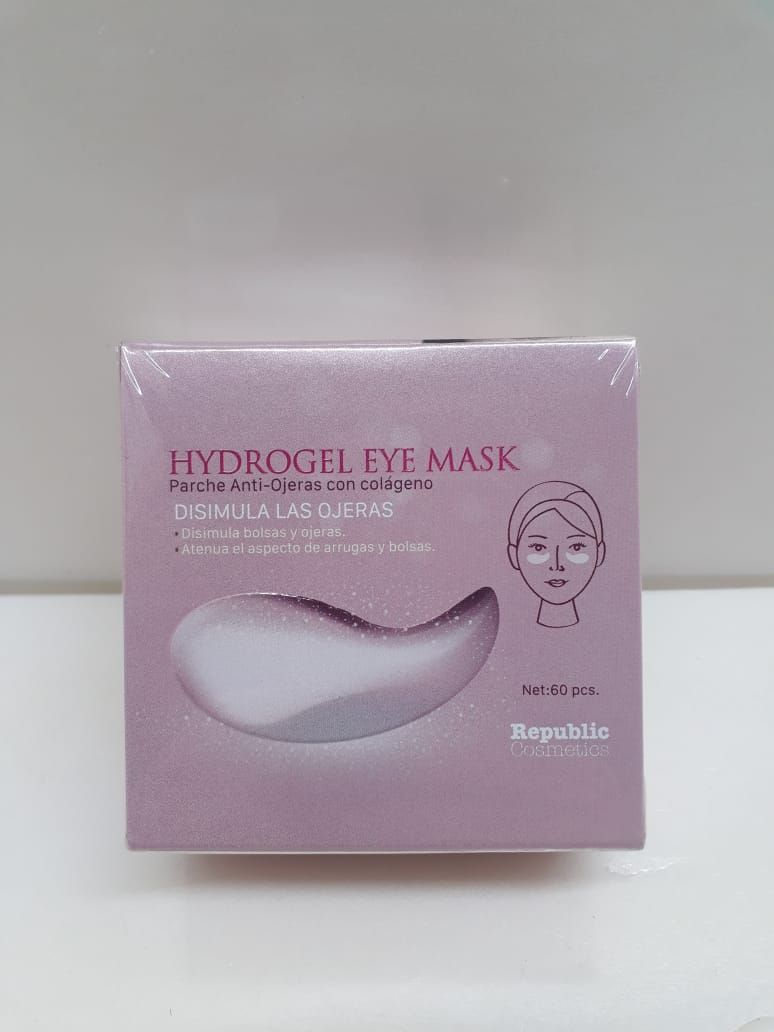 HYDROGEL EYE MASK
Parche Anti-Ojeras con colágeno
DISIMULA LAS OJERAS
•Disimula bolsas y ojeras.
•Atenua el aspecto de arrugas y bolsas.
Net:60 pcs.
Republic
Cosmetics